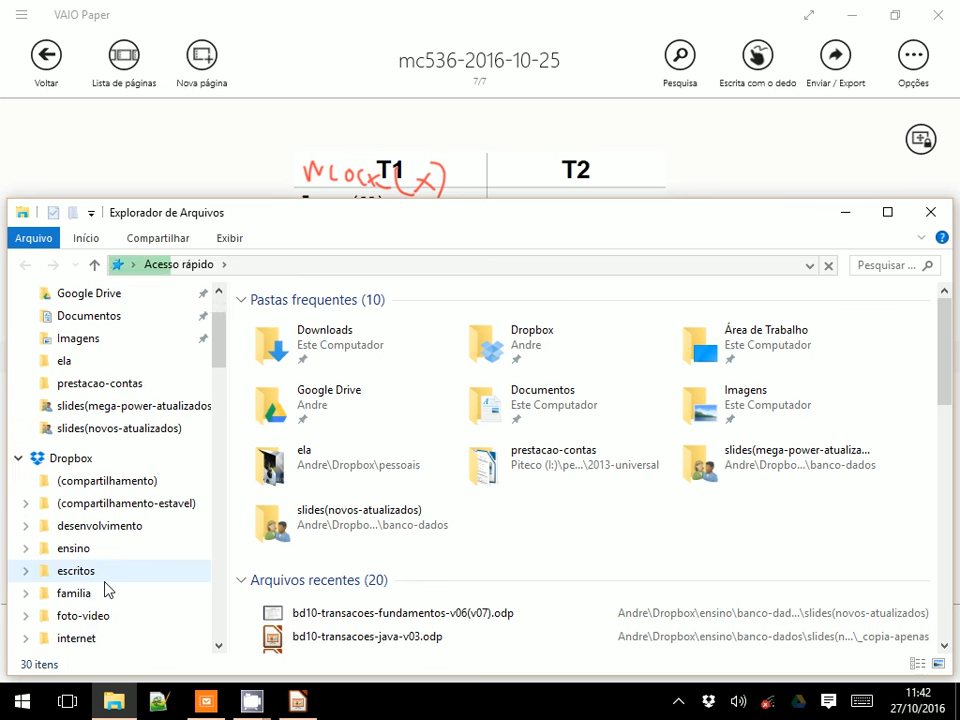 VAIO Paper
Voltar
Lista de páginas
Nova página
mc536-2016-10-25
7/7
Pesquisa
Escrita com o dedo
Enviar / Export
Opções
T1
T2
Explorador de Arquivos
Arquivo
Início
Compartilhar
Exibir
Acesso rápido
Pesquisar ...
Google Drive
Documentos
Imagens
ela
prestacao-contas
slides(mega-power-atualizados
slides(novos-atualizados)
Dropbox
(compartilhamento)
(compartilhamento-estavel)
desenvolvimento
ensino
escritos
familia
foto-video
internet
Pastas frequentes (10)
Downloads
Este Computador
Dropbox
Andre
Área de Trabalho
Este Computador
Google Drive
Andre
Documentos
Este Computador
Imagens
Este Computador
ela
Andre\Dropbox\pessoais
prestacao-contas
Piteco (I:)\pe...\2013-universal
slides(mega-power-atualiza...
Andre\Dropbo...\banco-dados
slides(novos-atualizados)
Andre\Dropbo...\banco-dados
Arquivos recentes (20)
bd10-transacoes-fundamentos-v06(v07).odp
Andre\Dropbox\ensino\banco-dad...\slides(novos-atualizados)
bd10-transacoes-java-v03.odp
Andre\Dropbox\ensino\banco-dados\slides(n...\_copia-apenas
30 itens
11:42
27/10/2016